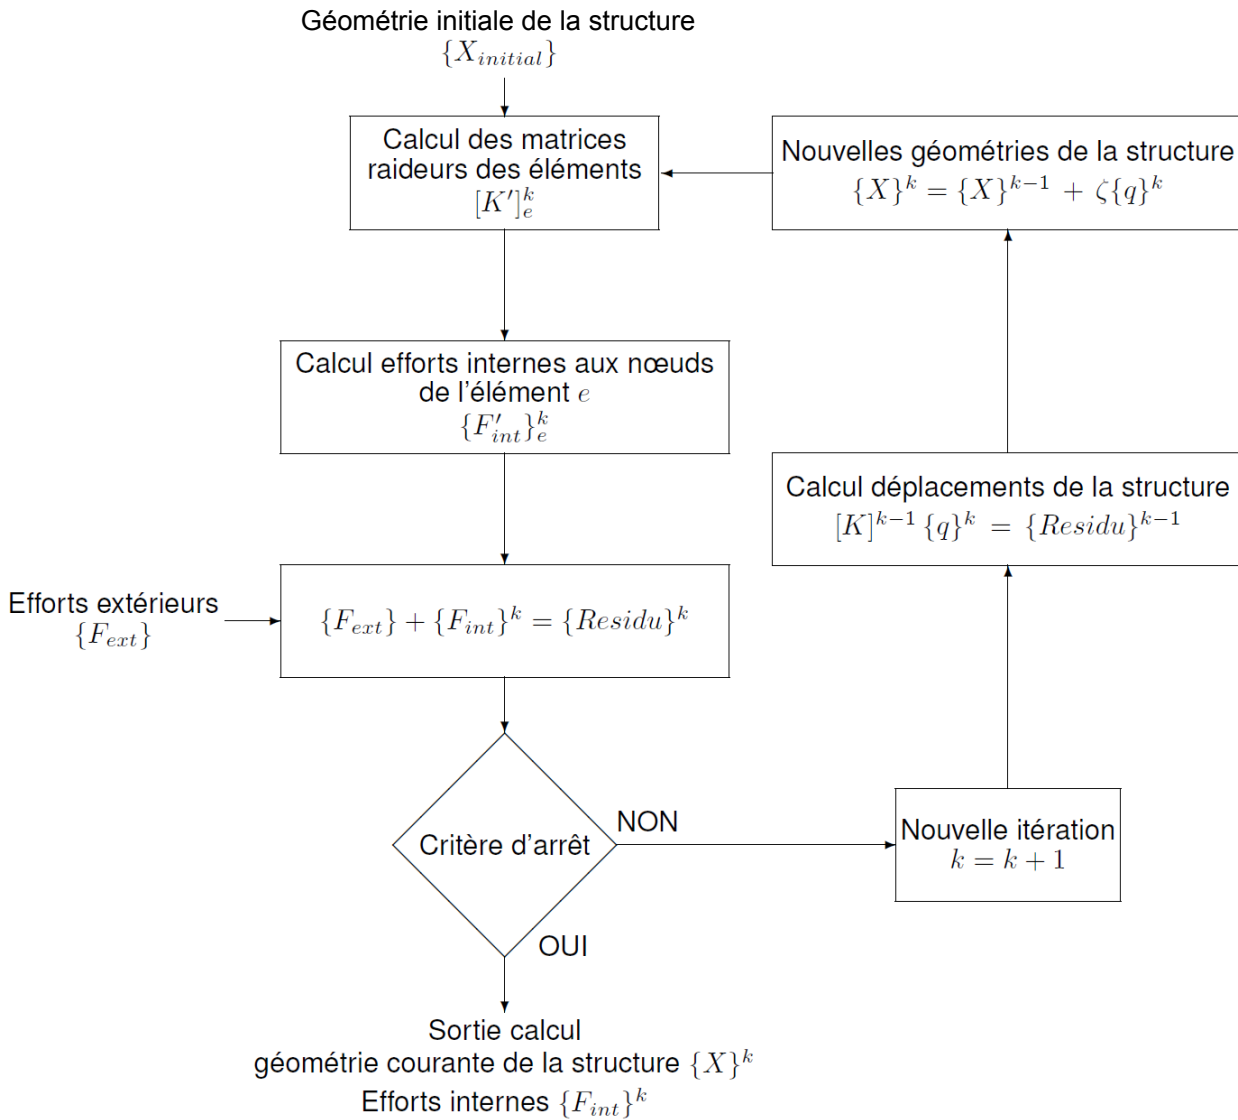 Géométrie initiale de la structure
{X_{initial}}
Calcul des matrices
raideurs des éléments
[K']_e^k
Nouvelles géométries de la structure
{X}^k = {X}^{k-1} + ζ{q}^k
Calcul efforts internes aux nœuds
de l'élément e
{F'_{int}}_e^k
Calcul déplacements de la structure
[K]^{k-1} {q}^k = {Residu}^{k-1}
Efforts extérieurs
{F_{ext}}
{F_{ext}} + {F_{int}}^k = {Residu}^k
Critère d'arrêt
NON
Nouvelle itération
k = k + 1
OUI
Sortie calcul
géométrie courante de la structure {X}^k
Efforts internes {F_{int}}^k